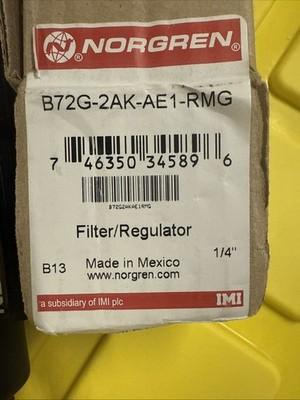 NORGREN
B72G-2AK-AE1-RMG
7 46350 34589 6
B72G2AKAE1RMG
Filter/Regulator
1/4"
B13 Made in Mexico
www.norgren.com
a subsidiary of IMI plc IMI